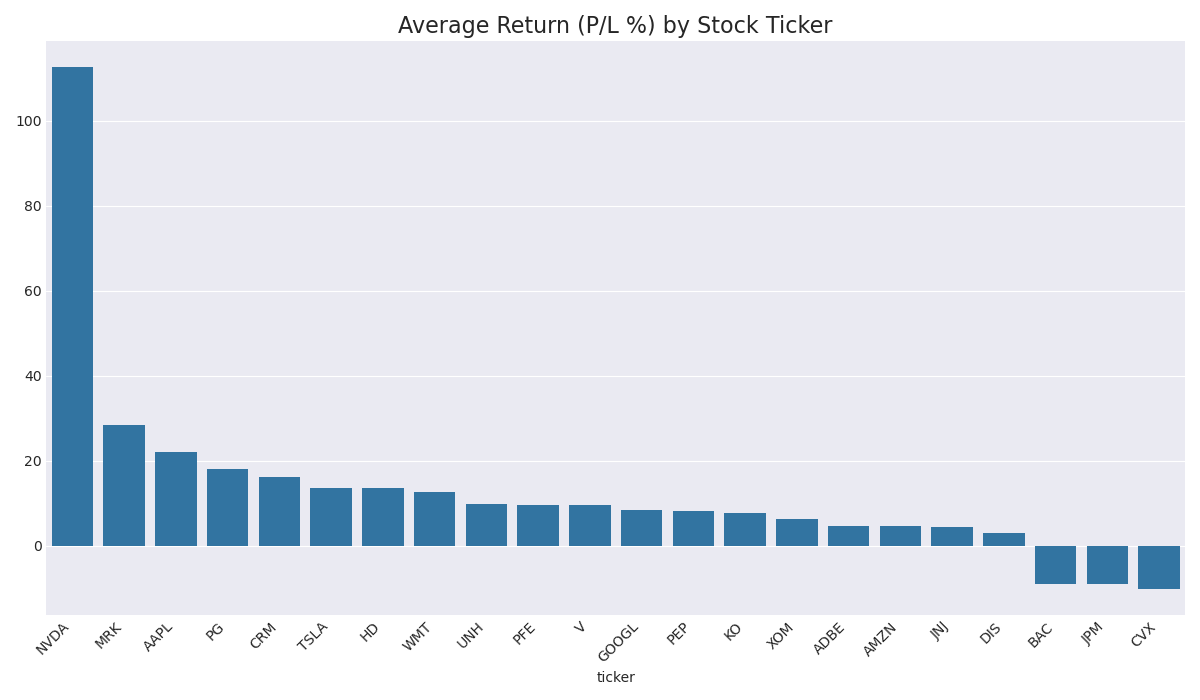 Average Return (P/L %) by Stock Ticker
100
80
60
40
20
0
NVDA
MRK
AAPL
PG
CRM
TSLA
HD
WMT
UNH
PFE
V
GOOGL
PEP
KO
XOM
ADBE
AMZN
JNJ
DIS
BAC
JPM
CVX
ticker